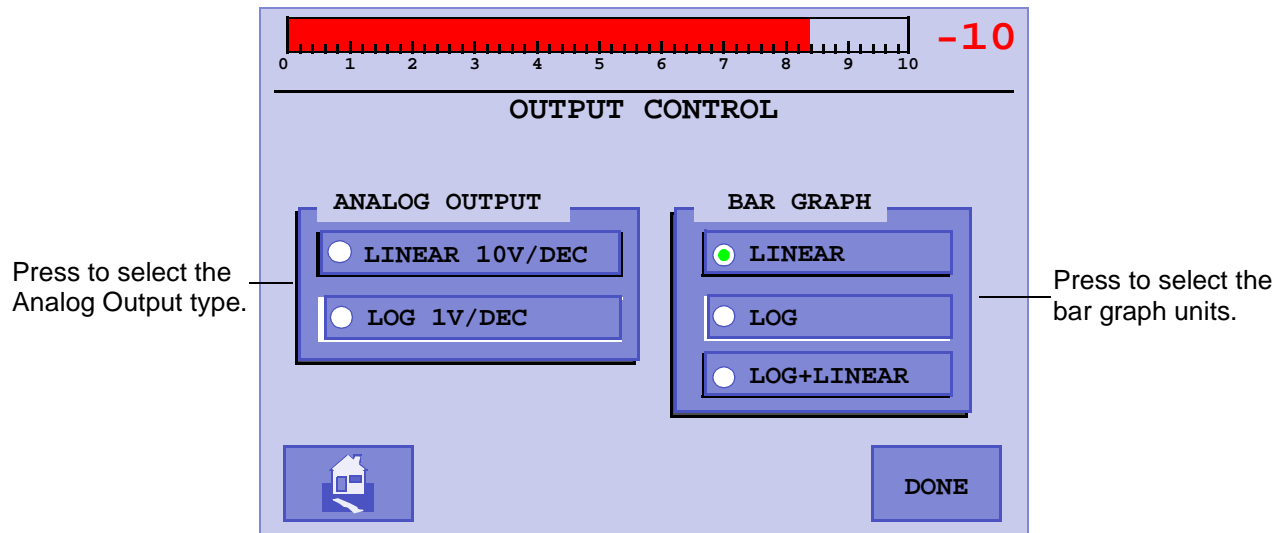 -10
0 1 2 3 4 5 6 7 8 9 10
OUTPUT CONTROL
ANALOG OUTPUT
LINEAR 10V/DEC
LOG 1V/DEC
BAR GRAPH
LINEAR
LOG
LOG+LINEAR
Press to select the
Analog Output type.
Press to select the
bar graph units.
DONE